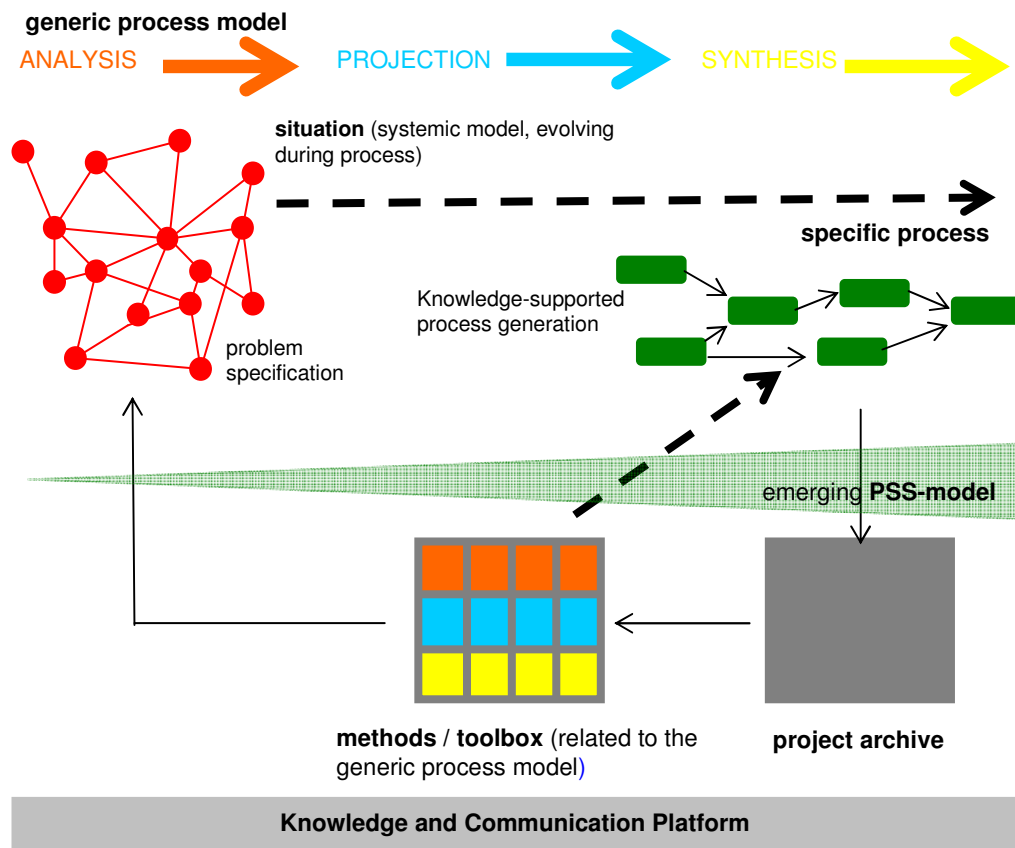 generic process model
ANALYSIS
PROJECTION
SYNTHESIS
situation (systemic model, evolving
during process)
specific process
Knowledge-supported
process generation
problem
specification
emerging PSS-model
methods / toolbox (related to the
generic process model)
project archive
Knowledge and Communication Platform